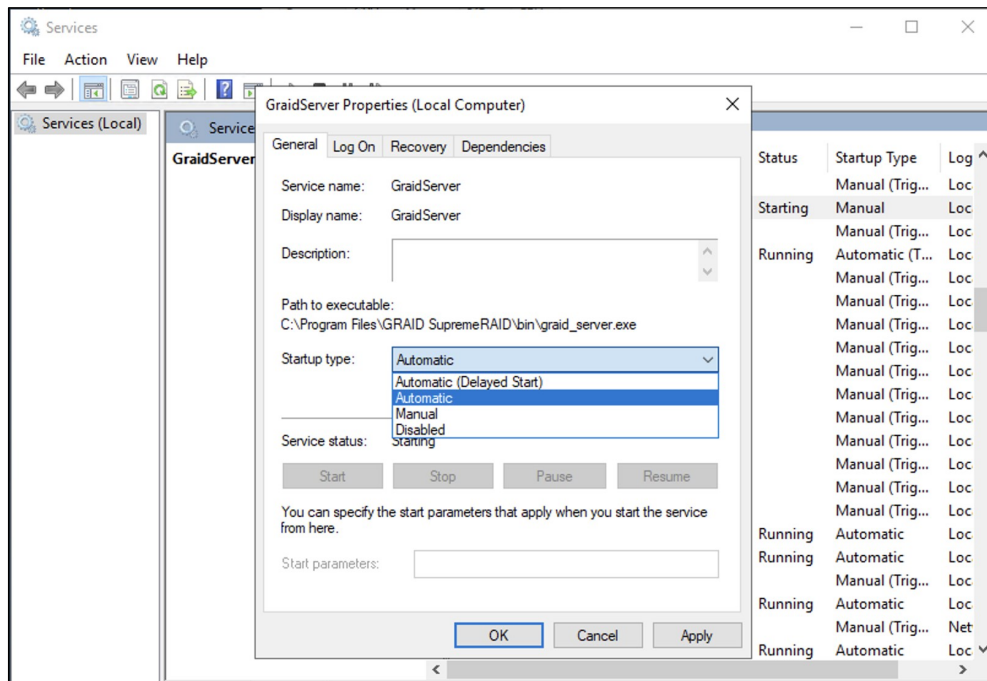 Services
File Action View Help
Services (Local)
Service
GraidServer
GraidServer Properties (Local Computer)
General Log On Recovery Dependencies
Service name: GraidServer
Display name: GraidServer
Description:
Path to executable:
C:\Program Files\GRAID SupremeRAID\bin\graid_server.exe
Startup type: Automatic
Automatic (Delayed Start)
Automatic
Manual
Disabled
Service status: Starting
Start Stop Pause Resume
You can specify the start parameters that apply when you start the service
from here.
Start parameters:
OK Cancel Apply
Status Startup Type Log
Manual (Trig... Loc
Starting Manual Loc
Manual (Trig... Loc
Running Automatic (T... Loc
Manual (Trig... Loc
Manual (Trig... Loc
Manual (Trig... Loc
Manual (Trig... Loc
Manual (Trig... Loc
Manual (Trig... Loc
Manual (Trig... Loc
Manual (Trig... Loc
Manual (Trig... Loc
Manual (Trig... Loc
Manual (Trig... Loc
Running Automatic Loc
Running Automatic Loc
Manual (Trig... Loc
Running Automatic Loc
Manual (Trig... Net
Running Automatic Loc